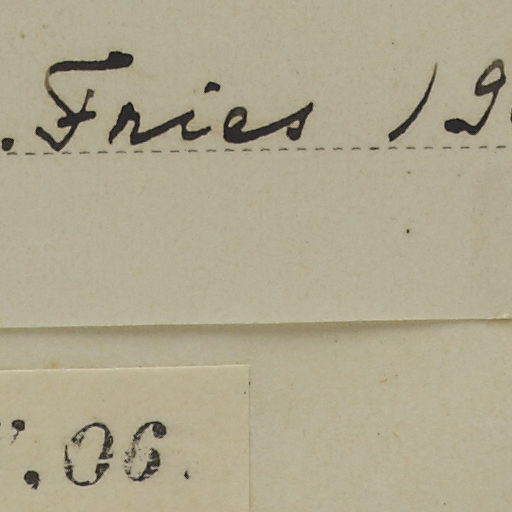 . Fries 19
. 06.